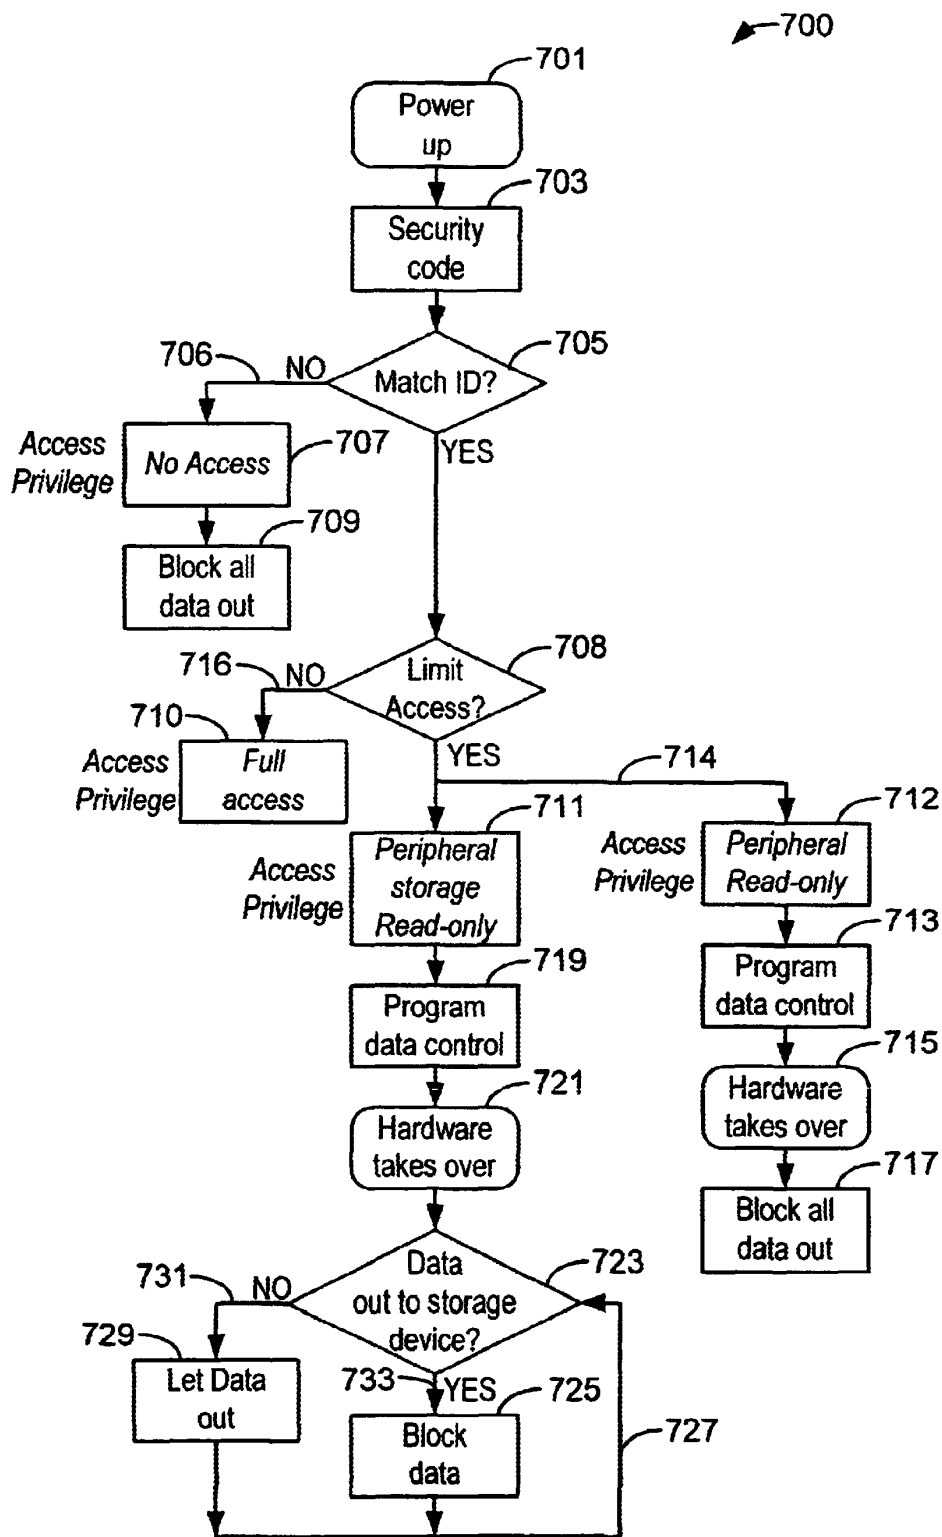 700
701
Power
up
703
Security
code
705
Match ID?
706
NO
YES
Access
Privilege
No Access
707
709
Block all
data out
708
Limit
Access?
716
NO
YES
710
Access
Privilege
Full
access
714
711
Access
Privilege
Peripheral
storage
Read-only
712
Access
Privilege
Peripheral
Read-only
719
Program
data control
713
Program
data control
721
Hardware
takes over
715
Hardware
takes over
717
Block all
data out
723
Data
out to storage
device?
731
NO
729
Let Data
out
733
YES
725
Block
data
727